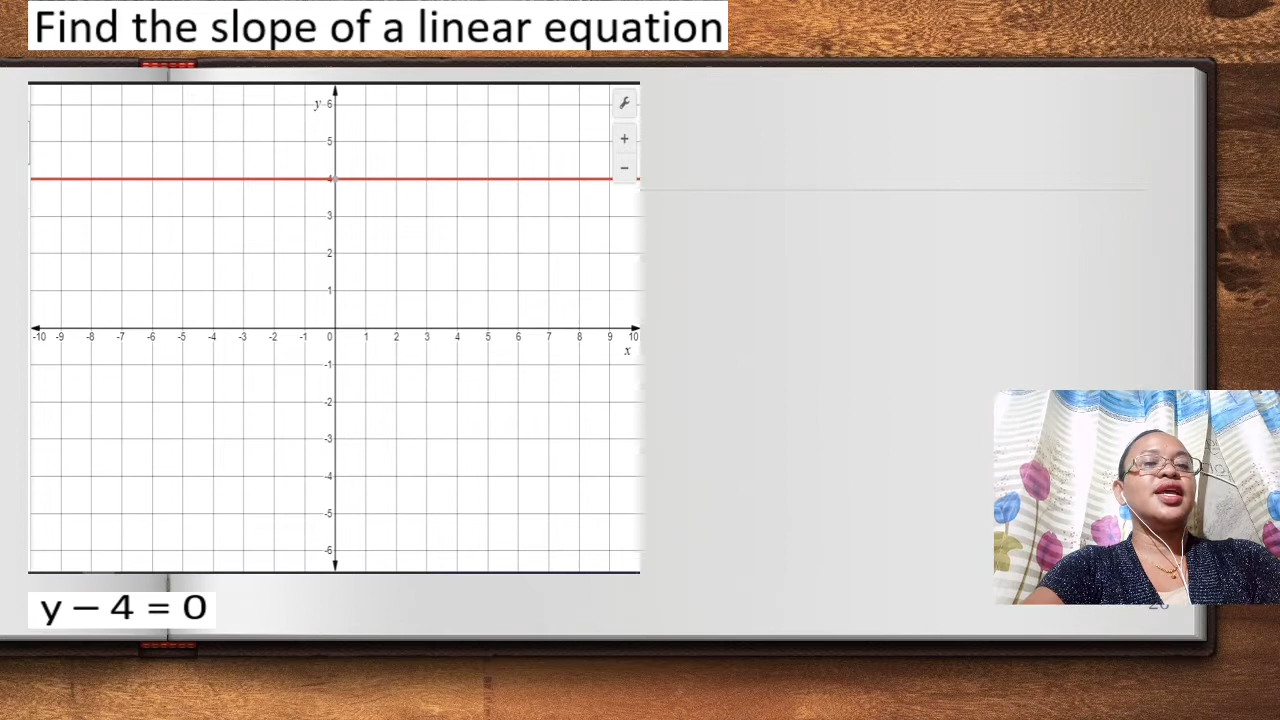 Find the slope of a linear equation
y 6
5
4
3
2
1
-10 -9 -8 -7 -6 -5 -4 -3 -2 -1 0 1 2 3 4 5 6 7 8 9 10
x
-1
-2
-3
-4
-5
-6
+
−
y − 4 = 0